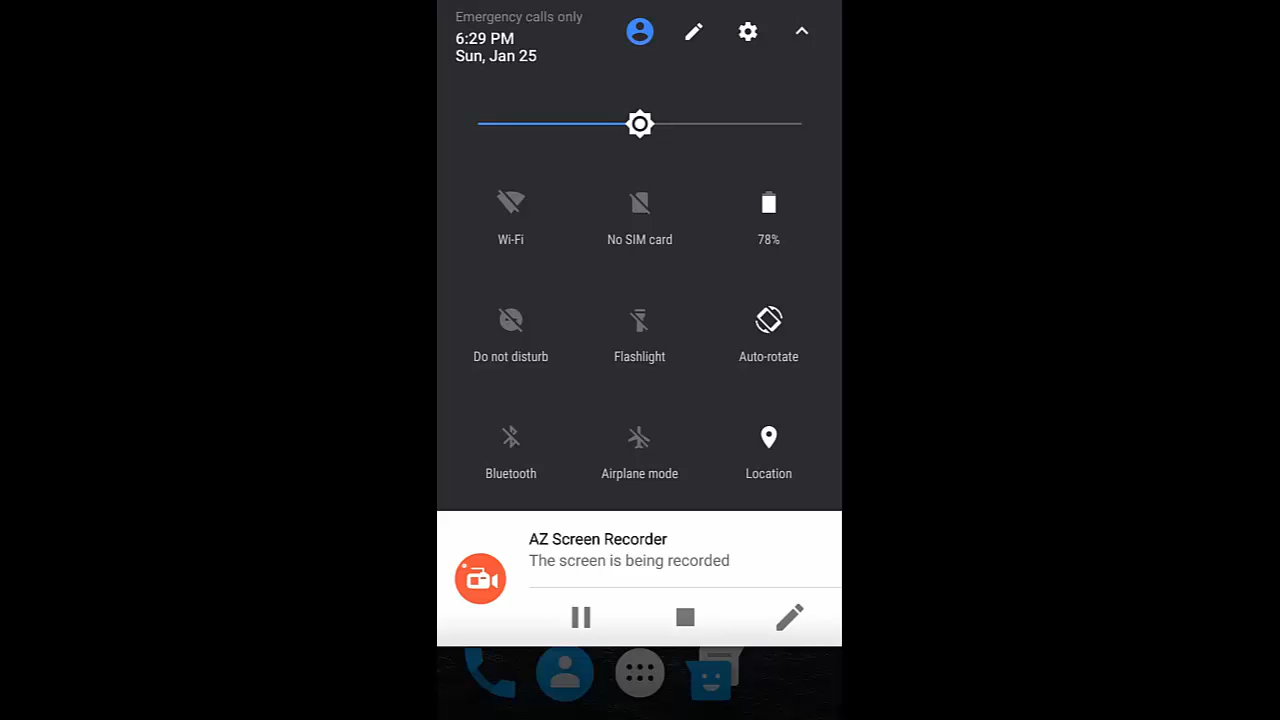 Emergency calls only
6:29 PM
Sun, Jan 25
Wi-Fi
No SIM card
78%
Do not disturb
Flashlight
Auto-rotate
Bluetooth
Airplane mode
Location
AZ Screen Recorder
The screen is being recorded